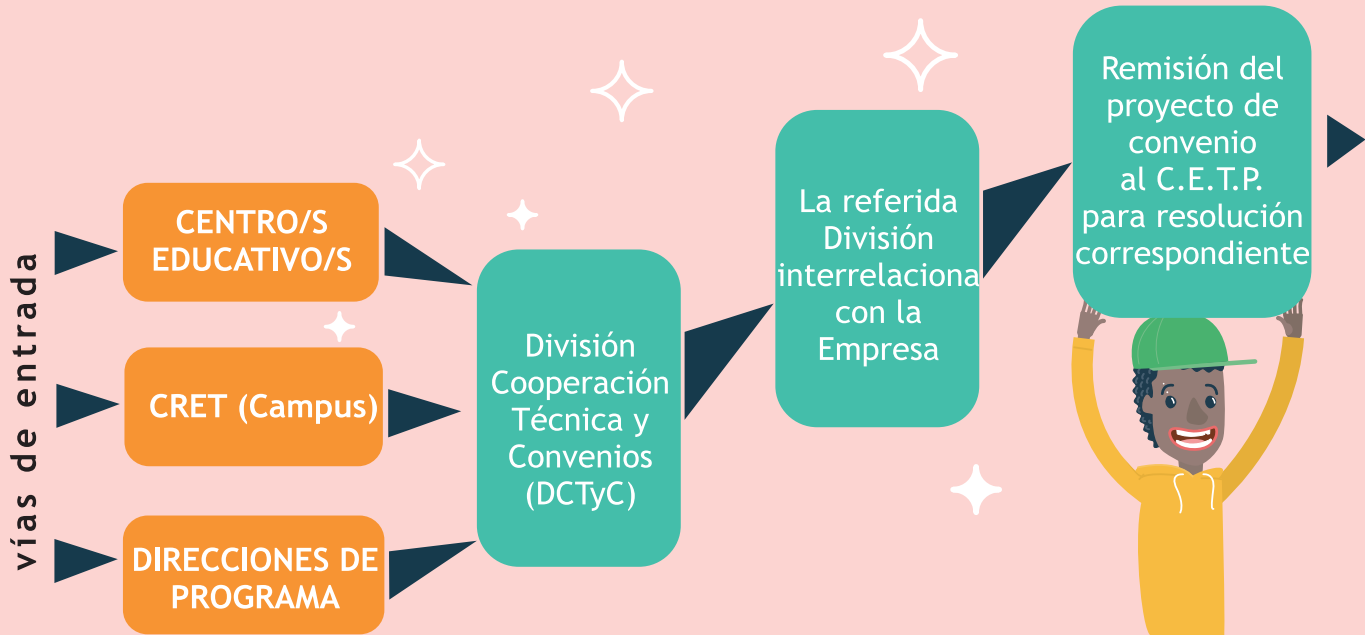 vías de entrada
CENTRO/S
EDUCATIVO/S
CRET (Campus)
DIRECCIONES DE
PROGRAMA
División
Cooperación
Técnica y
Convenios
(DCTyC)
La referida
División
interrelaciona
con la
Empresa
Remisión del
proyecto de
convenio
al C.E.T.P.
para resolución
correspondiente